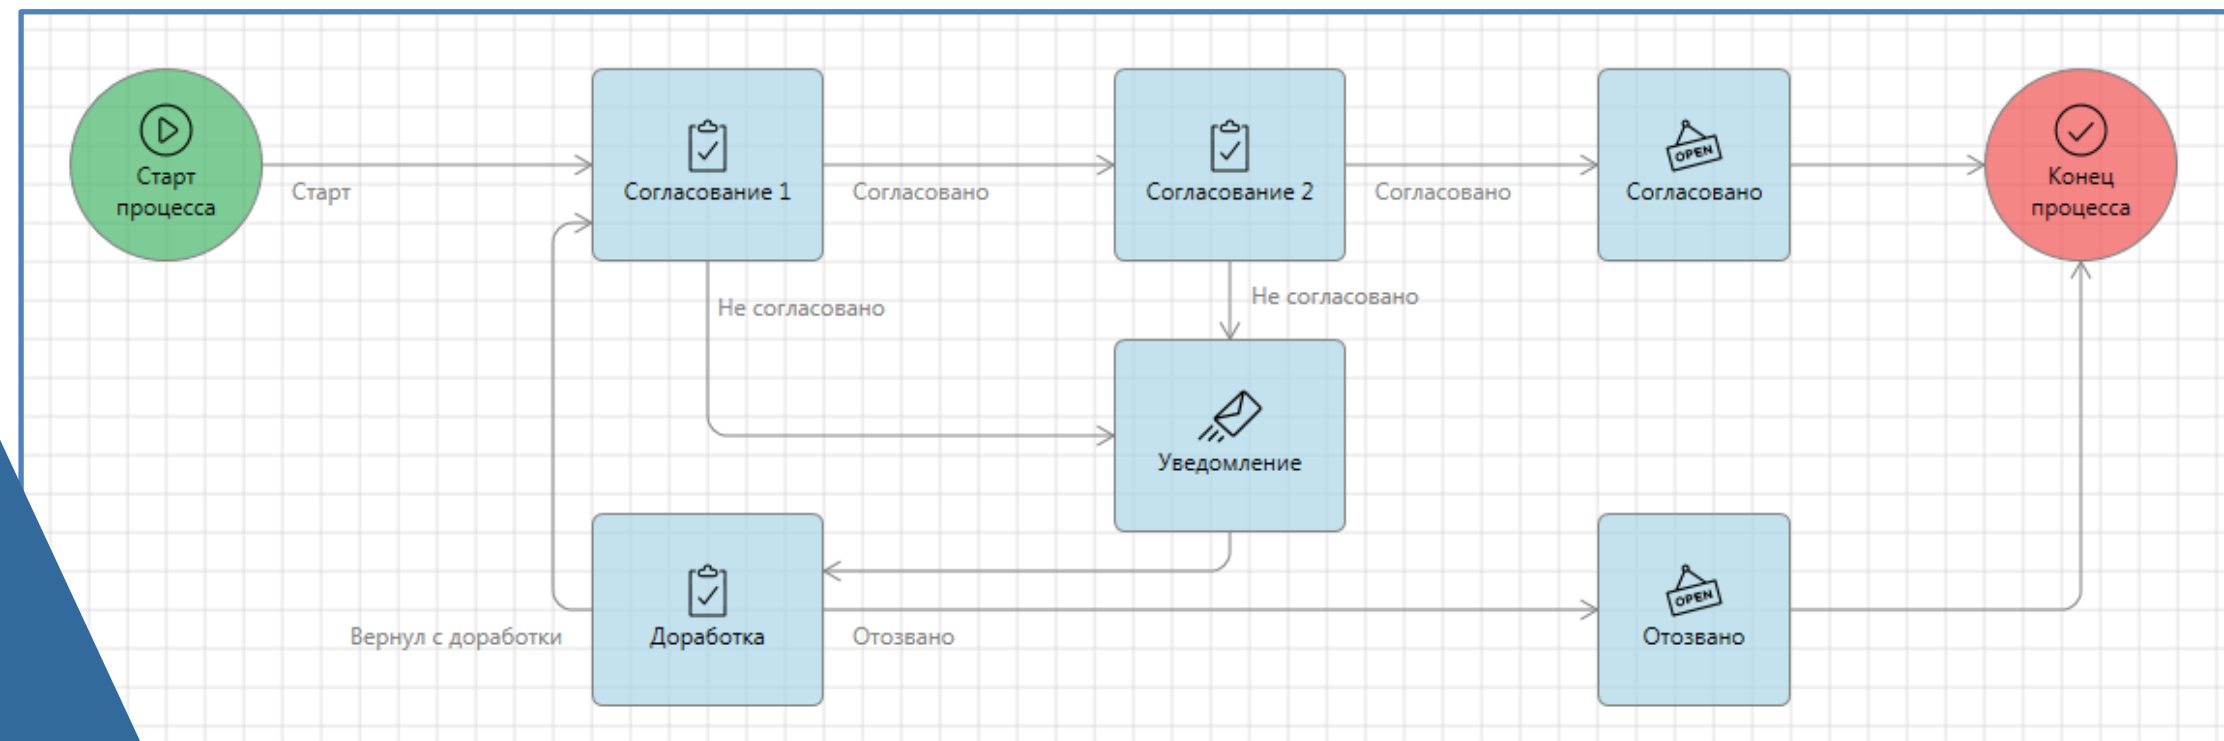 Старт
процесса
Старт
Согласование 1
Согласовано
Согласование 2
Согласовано
OPEN
Согласовано
Конец
процесса
Не согласовано
Не согласовано
Уведомление
Вернул с доработки
Доработка
Отозвано
OPEN
Отозвано